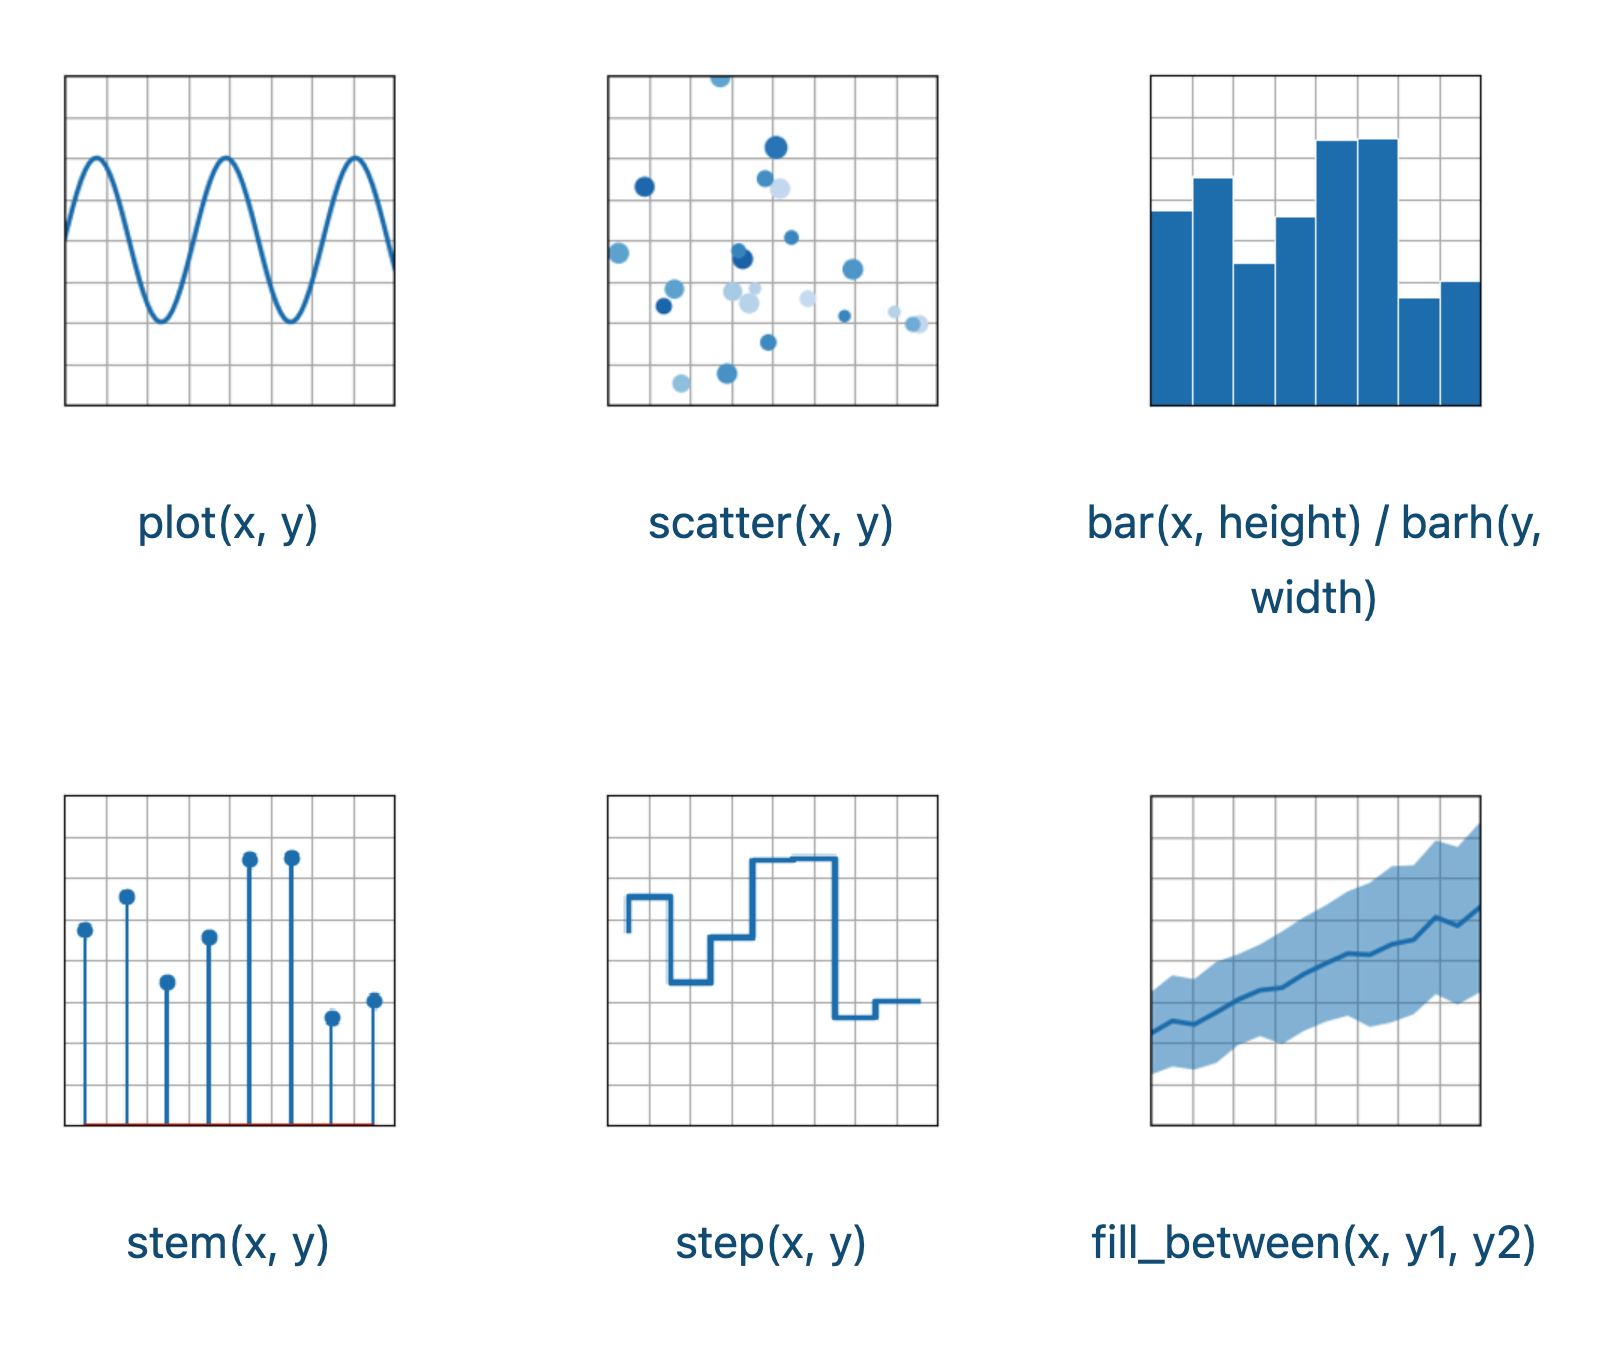 plot(x, y)
scatter(x, y)
bar(x, height) / barh(y,
width)
stem(x, y)
step(x, y)
fill_between(x, y1, y2)